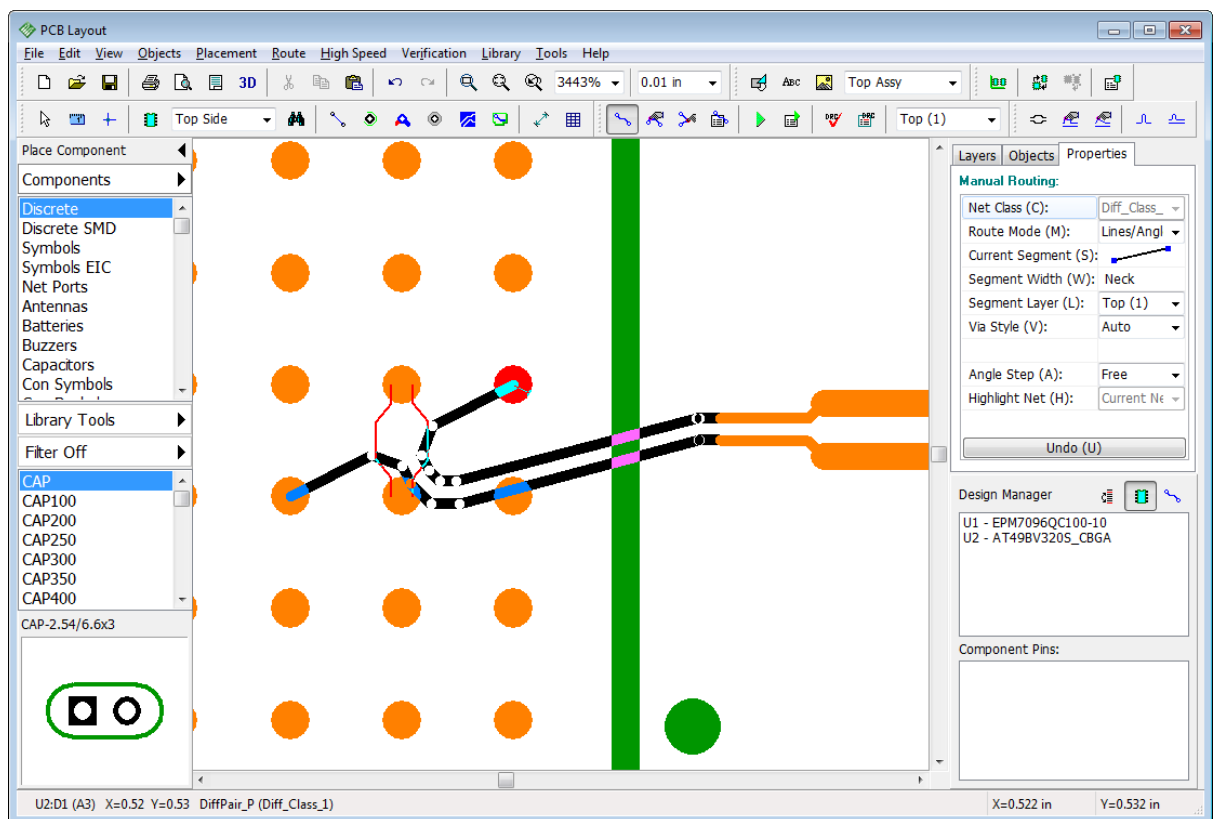 PCB Layout
File Edit View Objects Placement Route High Speed Verification Library Tools Help
3D 3443% 0.01 in ABC Top Assy
Top Side DRC DRC Top (1)
Place Component
Components
Discrete
Discrete SMD
Symbols
Symbols EIC
Net Ports
Antennas
Batteries
Buzzers
Capacitors
Con Symbols
Library Tools
Filter Off
CAP
CAP100
CAP200
CAP250
CAP300
CAP350
CAP400
CAP-2.54/6.6x3
Layers Objects Properties
Manual Routing:
Net Class (C): Diff_Class_
Route Mode (M): Lines/Angl
Current Segment (S):
Segment Width (W): Neck
Segment Layer (L): Top (1)
Via Style (V): Auto
Angle Step (A): Free
Highlight Net (H): Current Ne
Undo (U)
Design Manager
U1 - EPM7096QC100-10
U2 - AT49BV320S_CBGA
Component Pins:
U2:D1 (A3) X=0.52 Y=0.53 DiffPair_P (Diff_Class_1) X=0.522 in Y=0.532 in